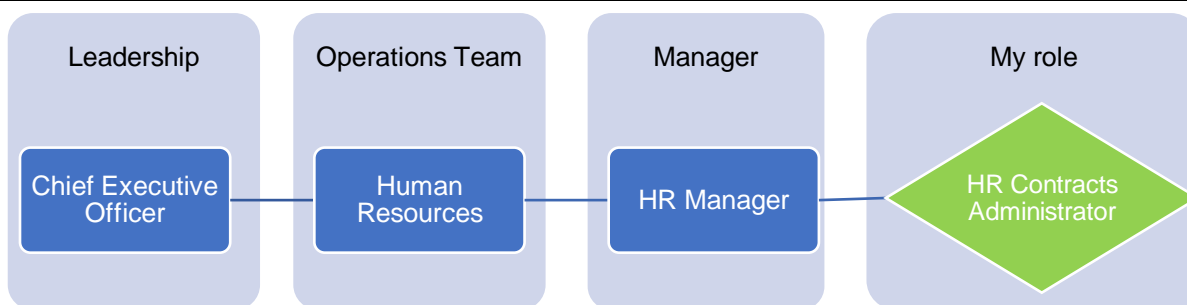 Leadership
Operations Team
Manager
My role
Chief Executive
Officer
Human
Resources
HR Manager
HR Contracts
Administrator